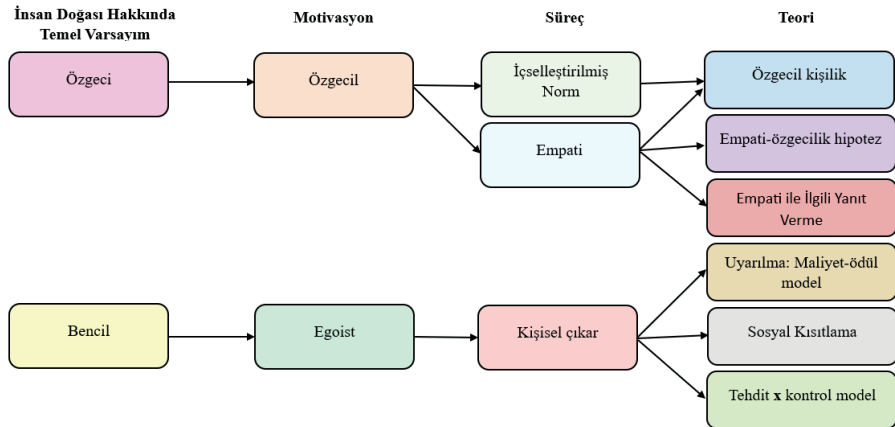 İnsan Doğası Hakkında
Temel Varsayım
Motivasyon
Süreç
Teori
Özgeci
Özgecil
İçselleştirilmiş
Norm
Özgecil kişilik
Empati
Empati-özgecilik hipotez
Empati ile İlgili Yanıt
Verme
Uyarılma: Maliyet-ödül
model
Bencil
Egoist
Kişisel çıkar
Sosyal Kısıtlama
Tehdit x kontrol model